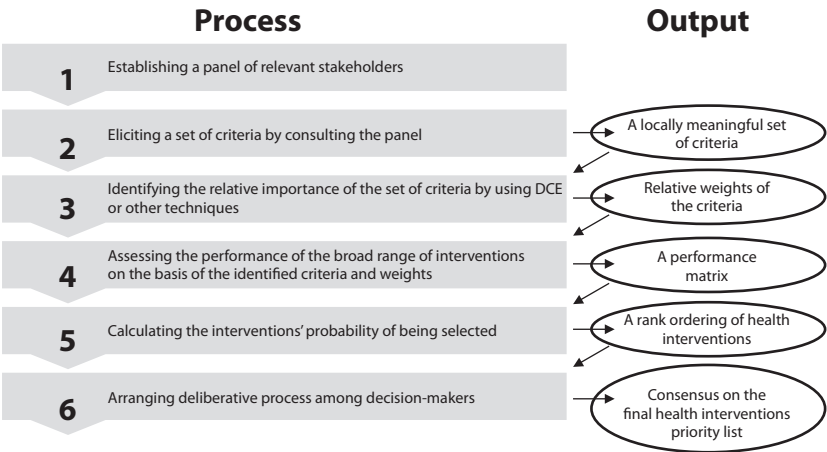 Process
Output
1
Establishing a panel of relevant stakeholders
2
Eliciting a set of criteria by consulting the panel
A locally meaningful set
of criteria
3
Identifying the relative importance of the set of criteria by using DCE
or other techniques
Relative weights of
the criteria
4
Assessing the performance of the broad range of interventions
on the basis of the identified criteria and weights
A performance
matrix
5
Calculating the interventions' probability of being selected
A rank ordering of health
interventions
6
Arranging deliberative process among decision-makers
Consensus on the
final health interventions
priority list